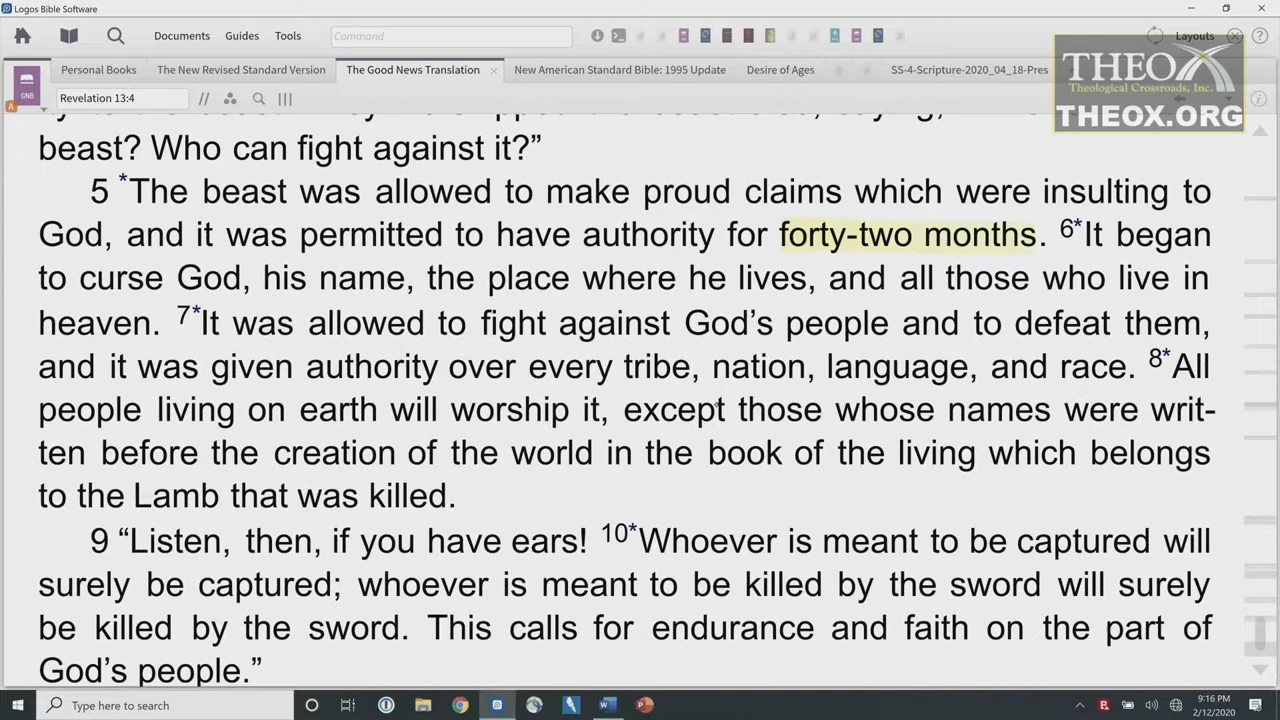 Logos Bible Software
Documents Guides Tools Command Layouts
Personal Books The New Revised Standard Version The Good News Translation New American Standard Bible: 1995 Update Desire of Ages SS-4-Scripture-2020_04_18-Pres
THEOX
Theological Crossroads, Inc.
THEOX.ORG
GNB
A
Revelation 13:4
beast? Who can fight against it?”
5 *The beast was allowed to make proud claims which were insulting to
God, and it was permitted to have authority for forty-two months. 6*It began
to curse God, his name, the place where he lives, and all those who live in
heaven. 7*It was allowed to fight against God’s people and to defeat them,
and it was given authority over every tribe, nation, language, and race. 8*All
people living on earth will worship it, except those whose names were writ-
ten before the creation of the world in the book of the living which belongs
to the Lamb that was killed.
9 “Listen, then, if you have ears! 10*Whoever is meant to be captured will
surely be captured; whoever is meant to be killed by the sword will surely
be killed by the sword. This calls for endurance and faith on the part of
God’s people.”
Type here to search
9:16 PM
2/12/2020